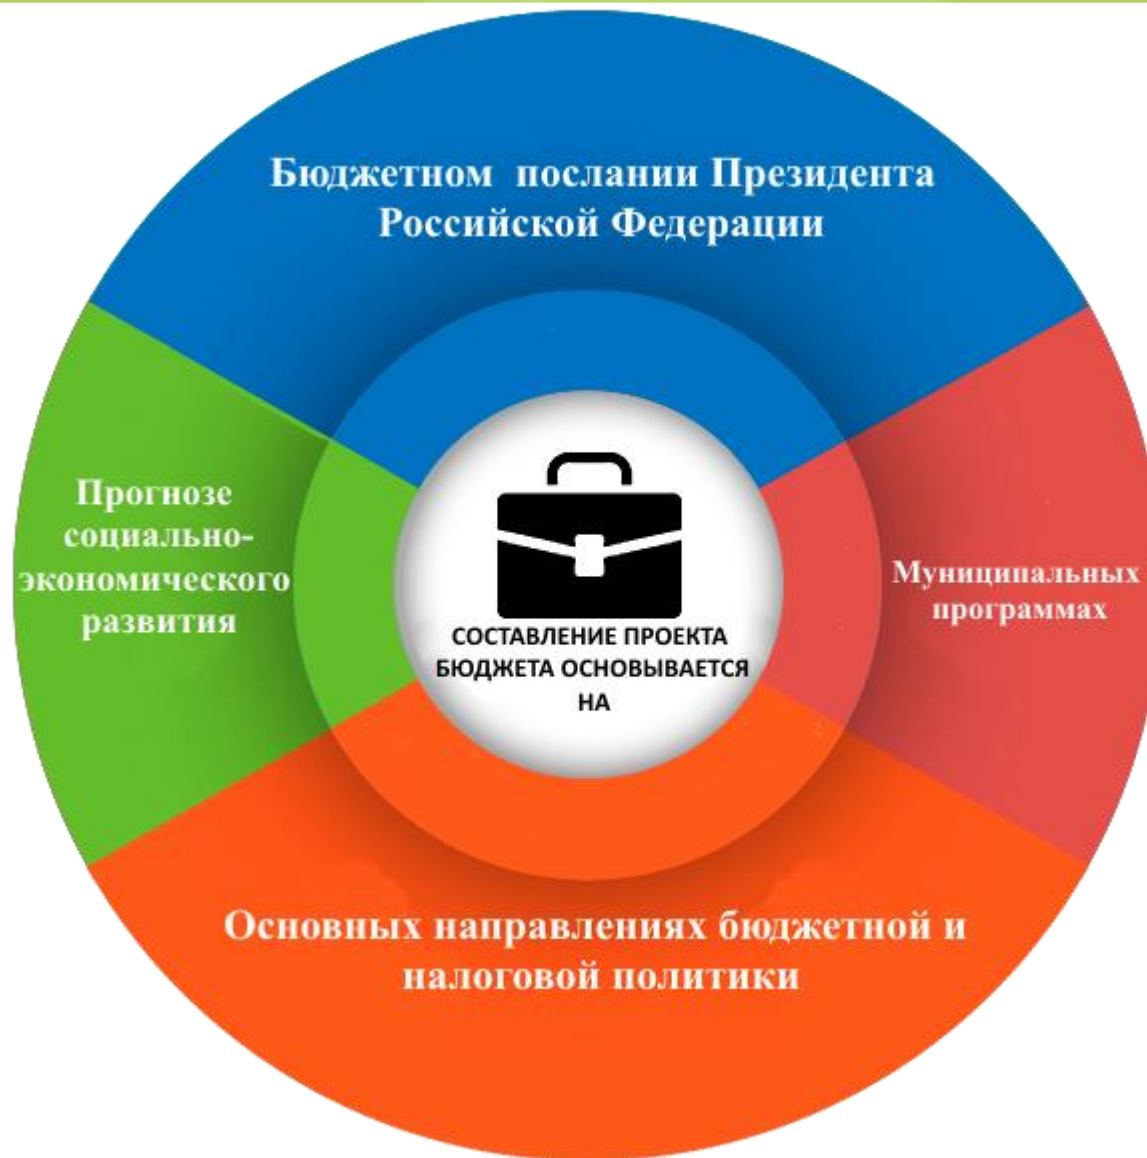 Бюджетном послании Президента
Российской Федерации
Прогнозе
социально-
экономического
развития
СОСТАВЛЕНИЕ ПРОЕКТА
БЮДЖЕТА ОСНОВЫВАЕТСЯ
НА
Муниципальных
программах
Основных направлениях бюджетной и
налоговой политики